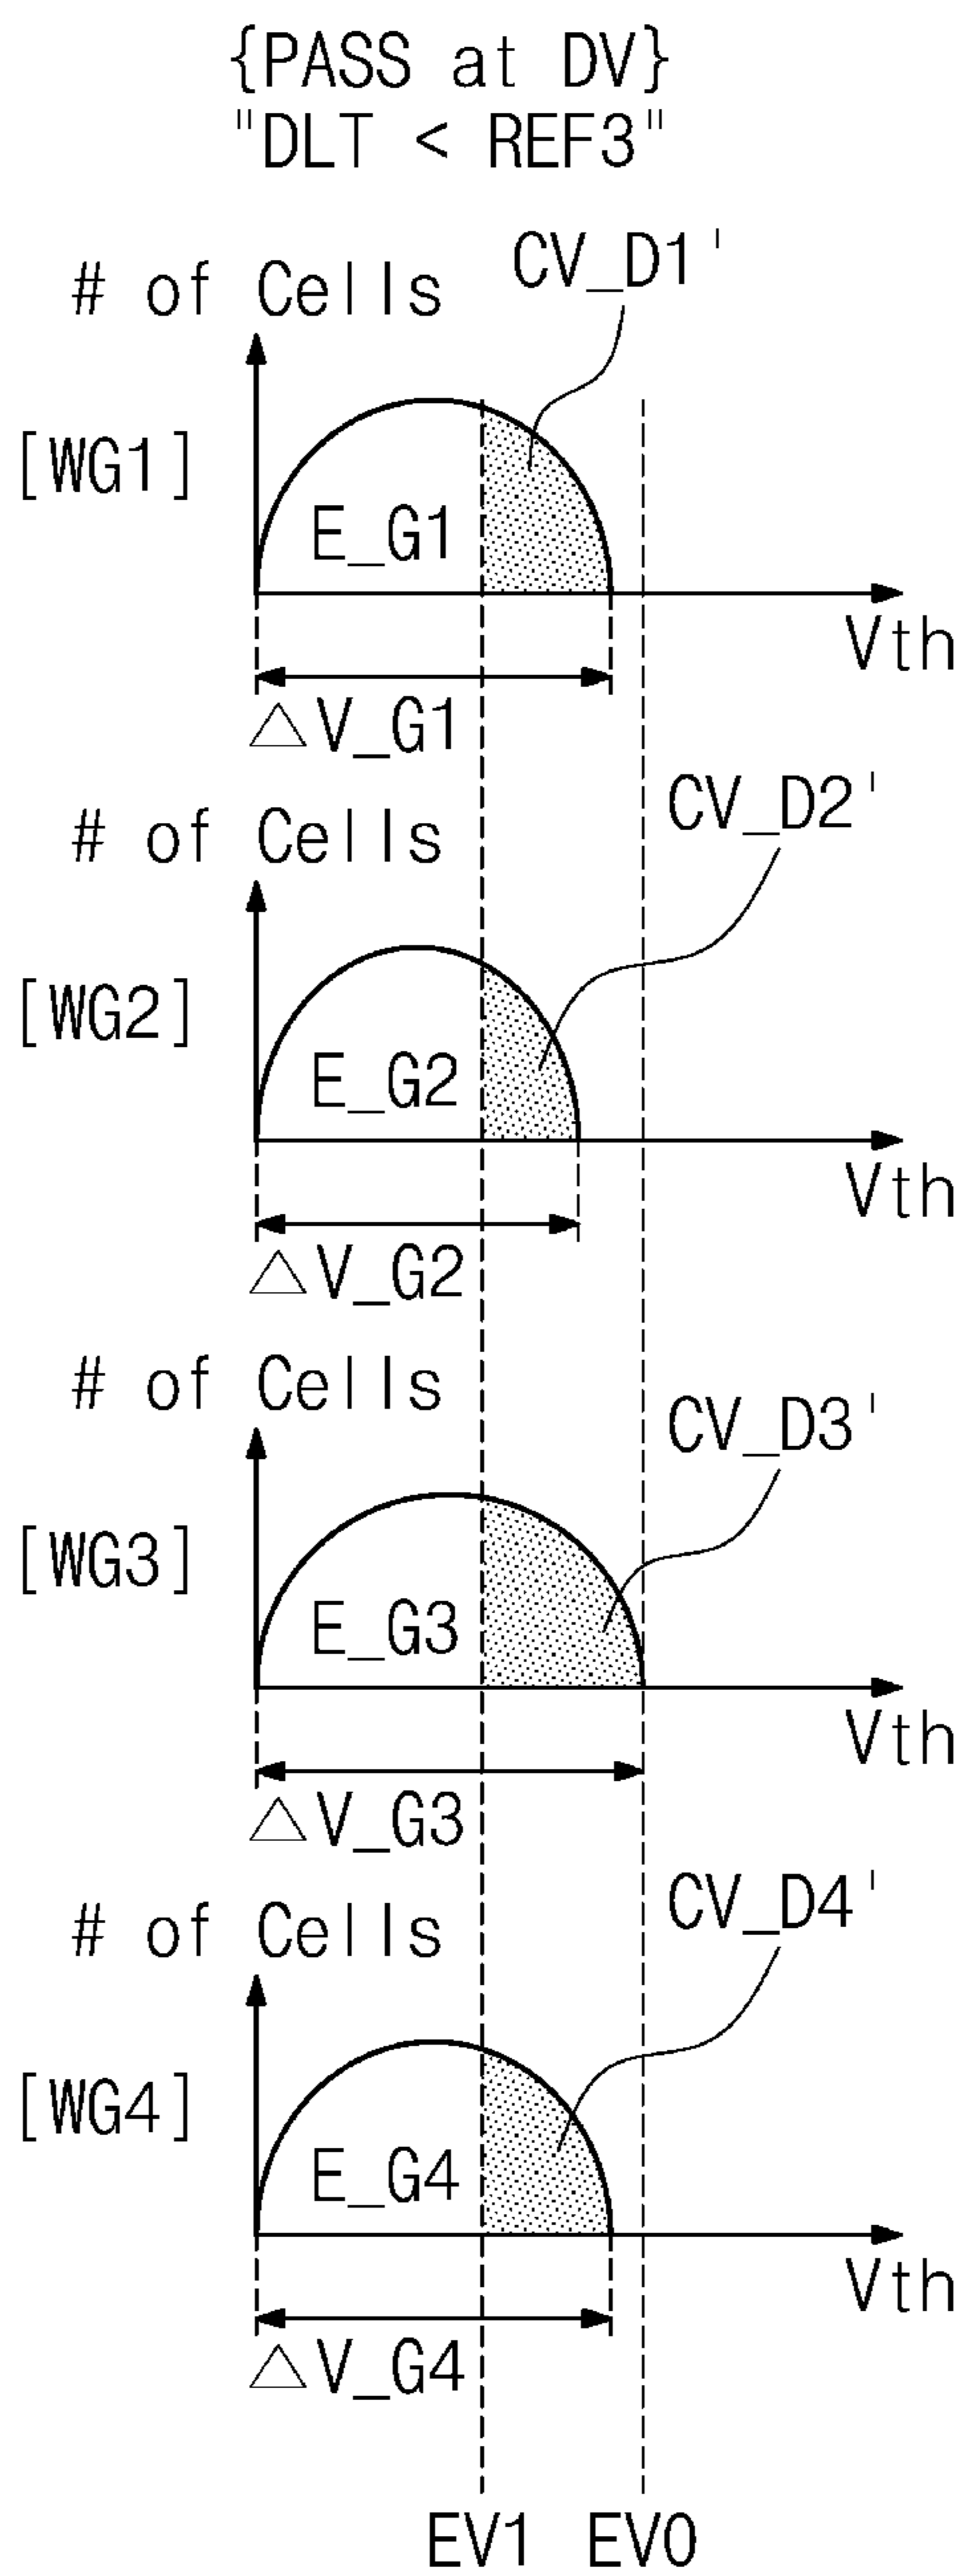 {PASS at DV}
"DLT < REF3"
CV_D1'
# of Cells
[WG1]
E_G1
Vth
△V_G1
CV_D2'
# of Cells
[WG2]
E_G2
Vth
△V_G2
# of Cells
CV_D3'
[WG3]
E_G3
Vth
△V_G3
CV_D4'
# of Cells
[WG4]
E_G4
Vth
△V_G4
EV1 EV0